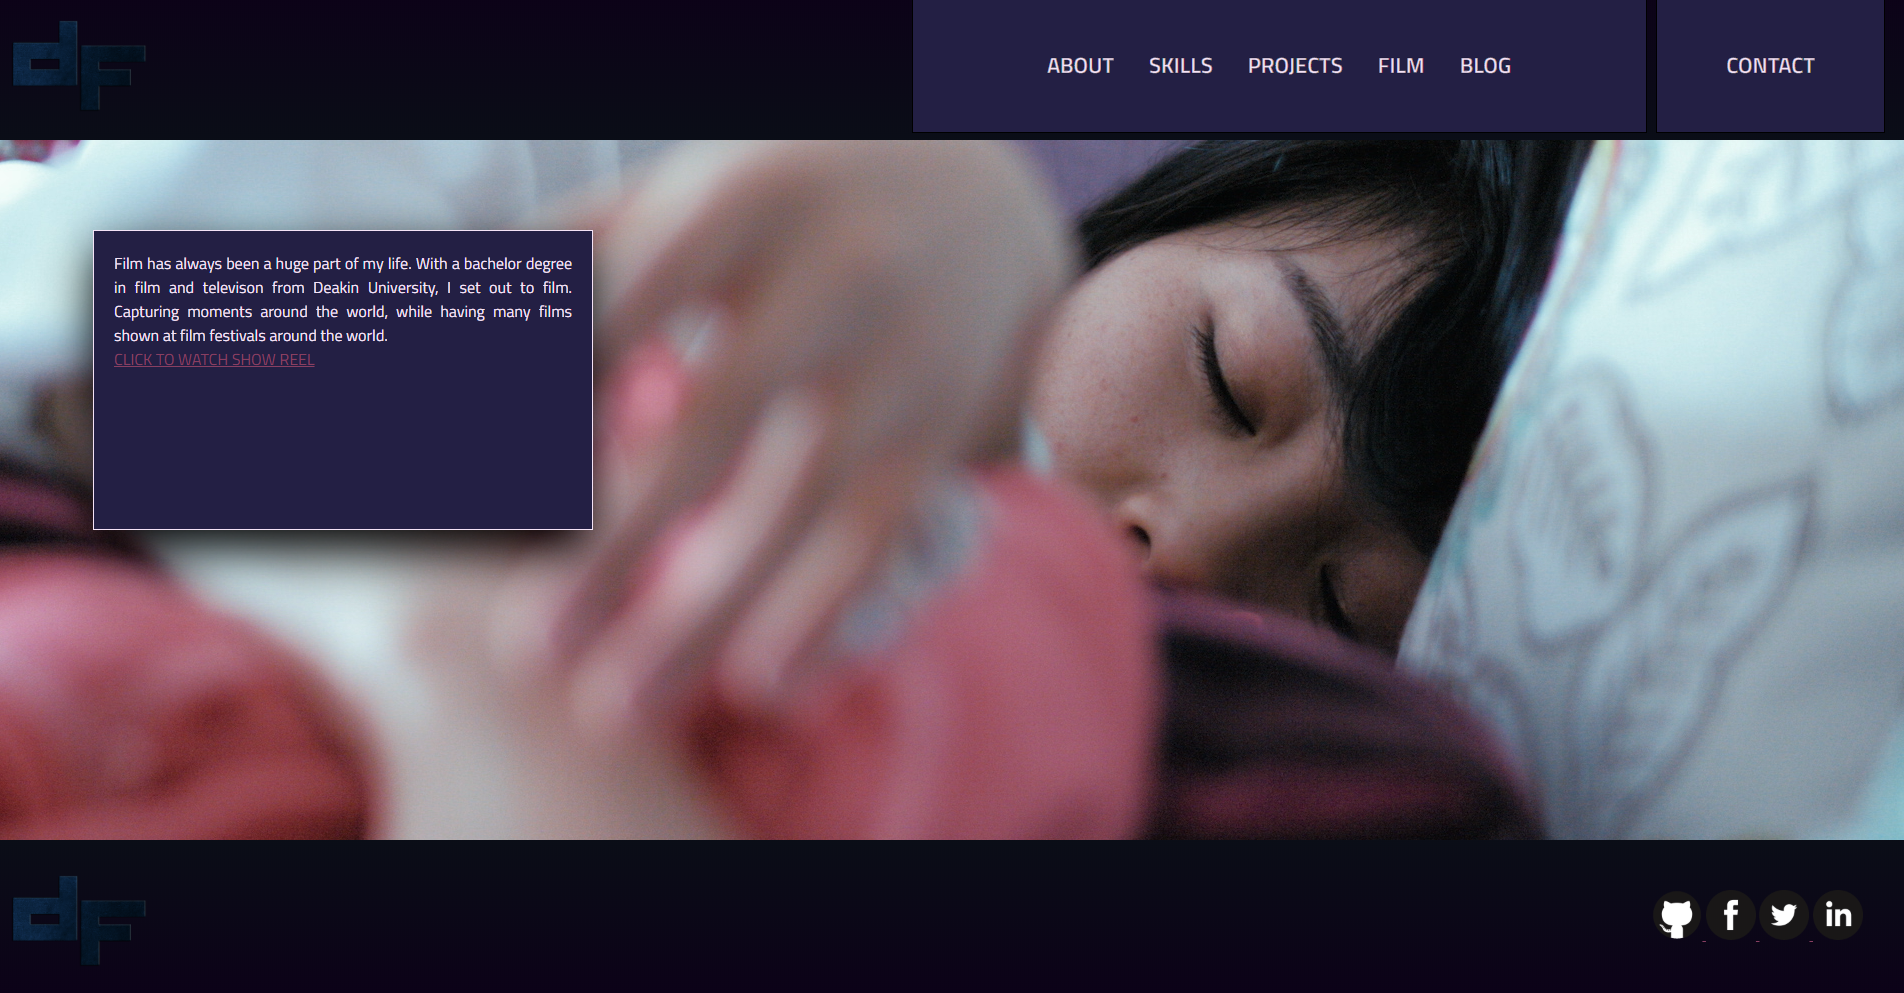 dF
ABOUT SKILLS PROJECTS FILM BLOG CONTACT
Film has always been a huge part of my life. With a bachelor degree
in film and televison from Deakin University, I set out to film.
Capturing moments around the world, while having many films
shown at film festivals around the world.
CLICK TO WATCH SHOW REEL
dF
f in